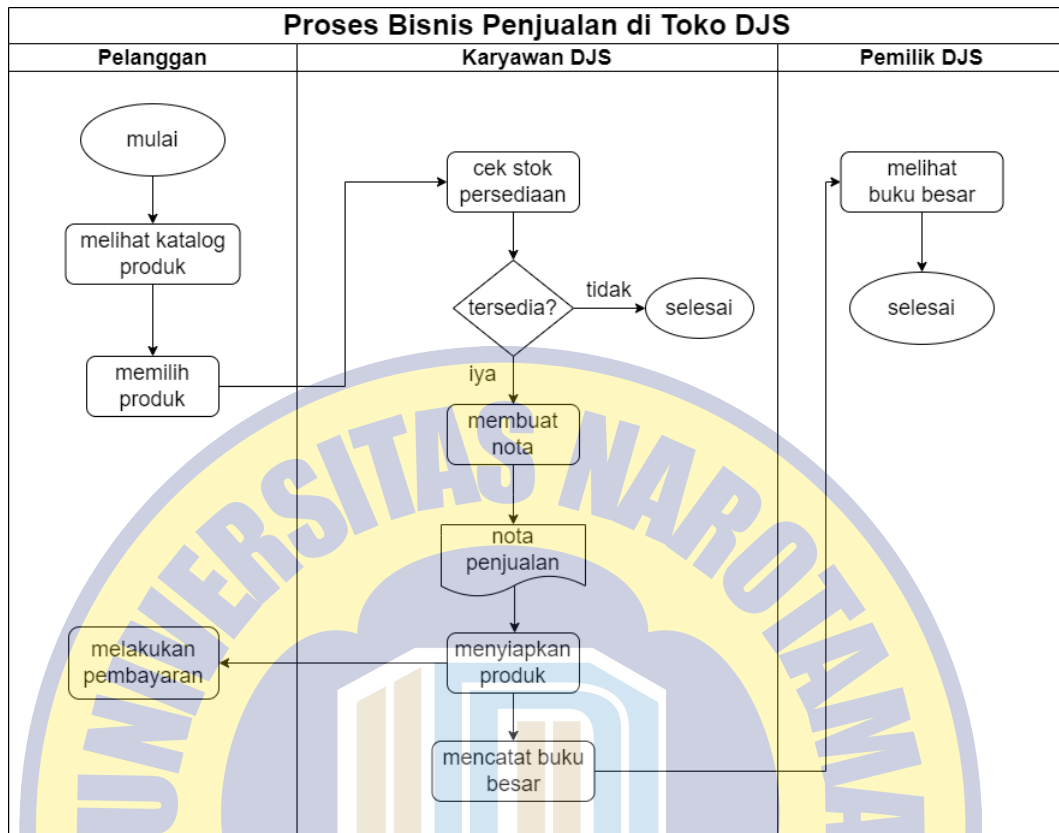 Proses Bisnis Penjualan di Toko DJS
Pelanggan
Karyawan DJS
Pemilik DJS
mulai
melihat katalog
produk
memilih
produk
melakukan
pembayaran
cek stok
persediaan
tersedia?
tidak
selesai
iya
membuat
nota
nota
penjualan
menyiapkan
produk
mencatat buku
besar
melihat
buku besar
selesai
UNIVERSITAS NAROTAMA